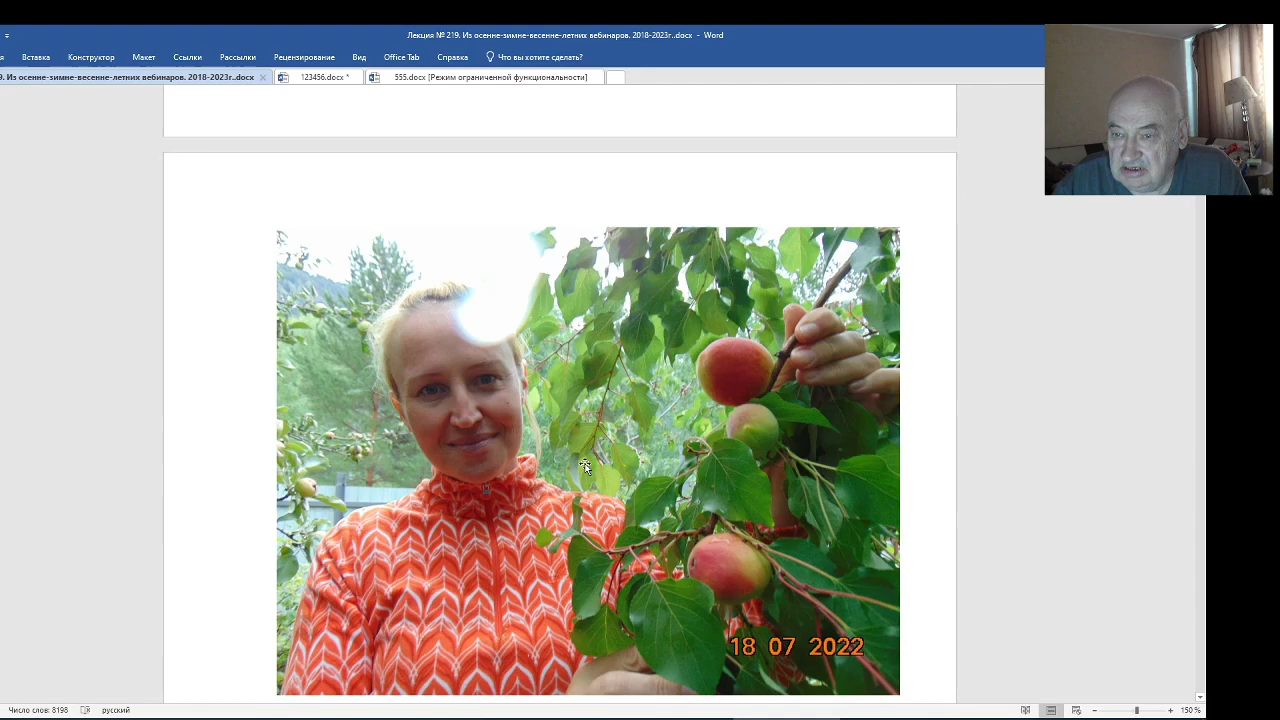 Лекция № 219. Из осенне-зимне-весенне-летних вебинаров. 2018-2023г..docx - Word
Вставка Конструктор Макет Ссылки Рассылки Рецензирование Вид Office Tab Справка Что вы хотите сделать?
9. Из осенне-зимне-весенне-летних вебинаров. 2018-2023г..docx 123456.docx * 555.docx [Режим ограниченной функциональности]
18 07 2022
Число слов: 8198 русский 150 %